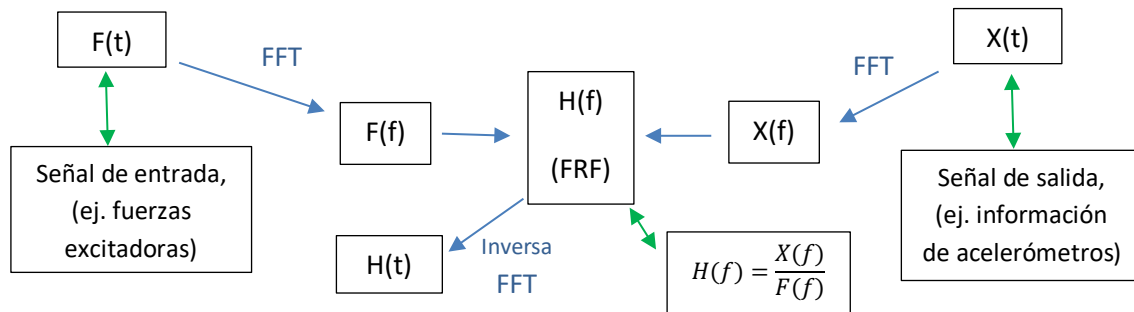 F(t)
FFT
X(t)
FFT
F(f)
H(f)
(FRF)
X(f)
Señal de entrada,
(ej. fuerzas
excitadoras)
H(t)
Inversa
FFT
H(f) = X(f)/F(f)
Señal de salida,
(ej. información
de acelerómetros)